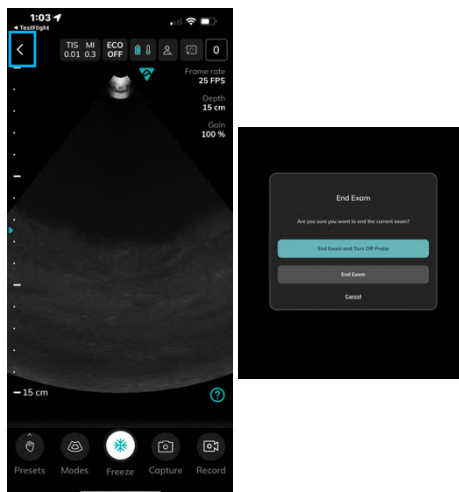 1:03
TestFlight
TIS MI ECO
0.01 0.3 OFF 0
Frame rate
25 FPS
Depth
15 cm
Gain
100 %
15 cm
?
Presets Modes Freeze Capture Record
End Exam
Are you sure you want to end the current exam?
End Exam and Turn Off Probe
End Exam
Cancel